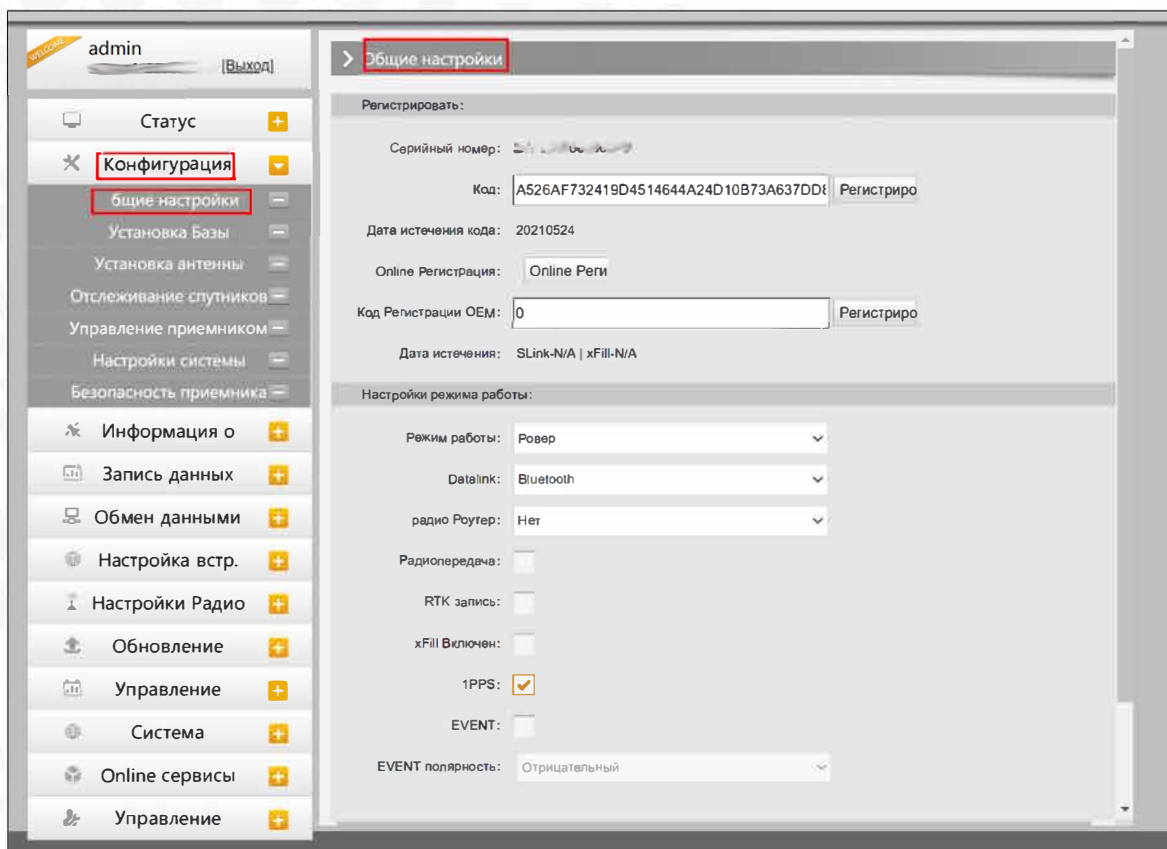 WELCOME
admin
[Выход]
Статус
Конфигурация
бщие настройки
Установка Базы
Установка антенны
Отслеживание спутников
Управление приемником
Настройки системы
Безопасность приемника
Информация о
Запись данных
Обмен данными
Настройка встр.
Настройки Радио
Обновление
Управление
Система
Online сервисы
Управление
Общие настройки
Регистрировать:
Серийный номер:
Код: A526AF732419D4514644A24D10B73A637DD8 Регистриро
Дата истечения кода: 20210524
Online Регистрация: Online Реги
Код Регистрации OEM: 0 Регистриро
Дата истечения: SLink-N/A | xFill-N/A
Настройки режима работы:
Режим работы: Ровер
Datalink: Bluetooth
радио Роутер: Нет
Радиопередача:
RTK запись:
xFill Включен:
1PPS:
EVENT:
EVENT полярность: Отрицательный